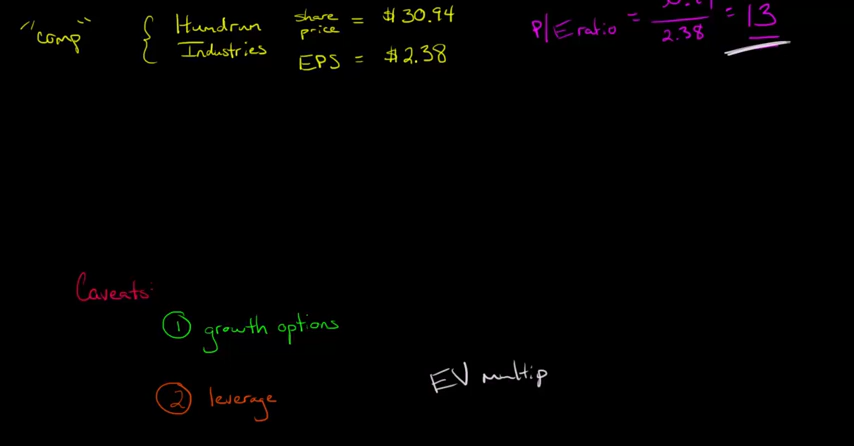 "comp" { Humdrun share price = $30.94
Industries EPS = $2.38
P/E ratio = / 2.38 = 13
Caveats:
1 growth options
2 leverage
EV multip